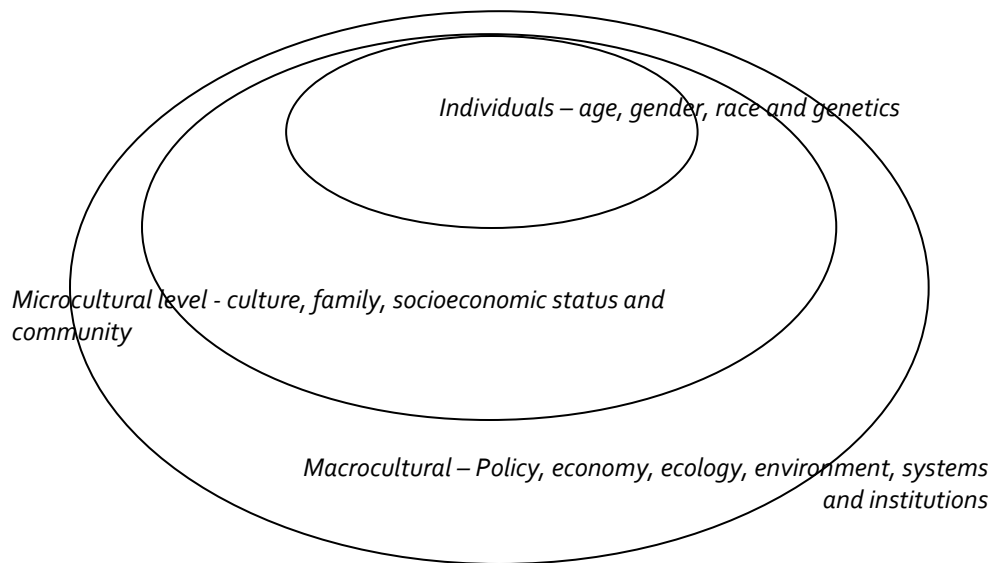 Individuals – age, gender, race and genetics
Microcultural level - culture, family, socioeconomic status and
community
Macrocultural – Policy, economy, ecology, environment, systems
and institutions